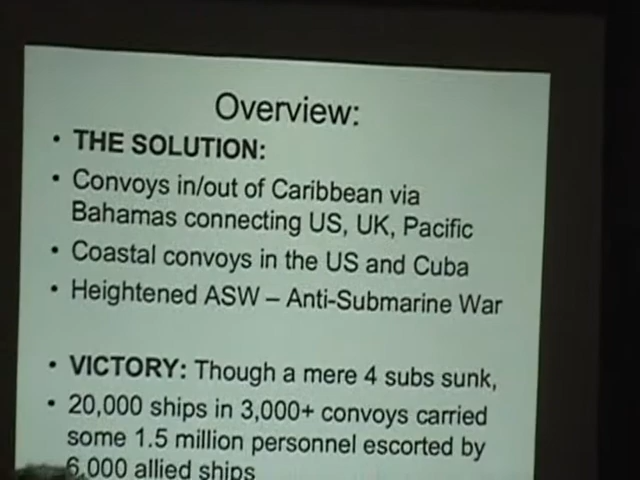 Overview:
• THE SOLUTION:
• Convoys in/out of Caribbean via
Bahamas connecting US, UK, Pacific
• Coastal convoys in the US and Cuba
• Heightened ASW – Anti-Submarine War
• VICTORY: Though a mere 4 subs sunk,
• 20,000 ships in 3,000+ convoys carried
some 1.5 million personnel escorted by
6,000 allied ships